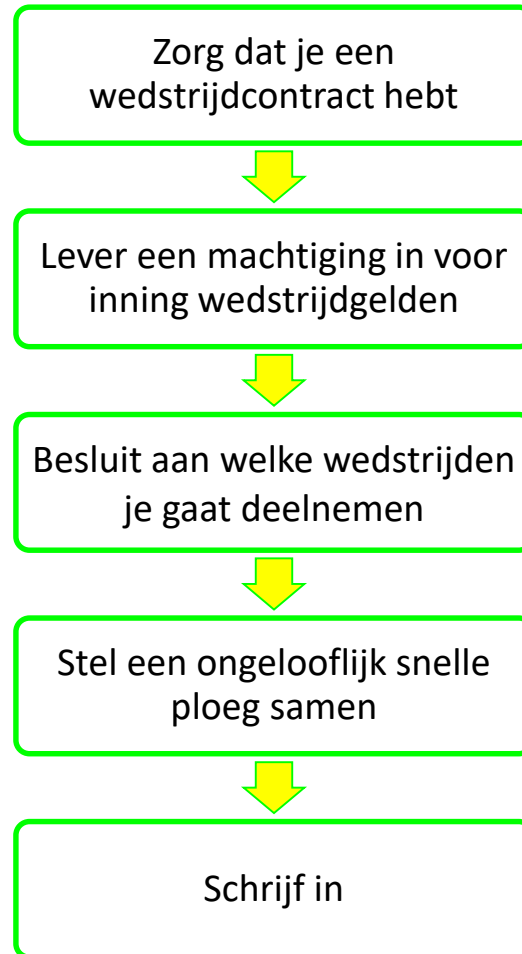 Zorg dat je een
wedstrijdcontract hebt
Lever een machtiging in voor
inning wedstrijdgelden
Besluit aan welke wedstrijden
je gaat deelnemen
Stel een ongelooflijk snelle
ploeg samen
Schrijf in